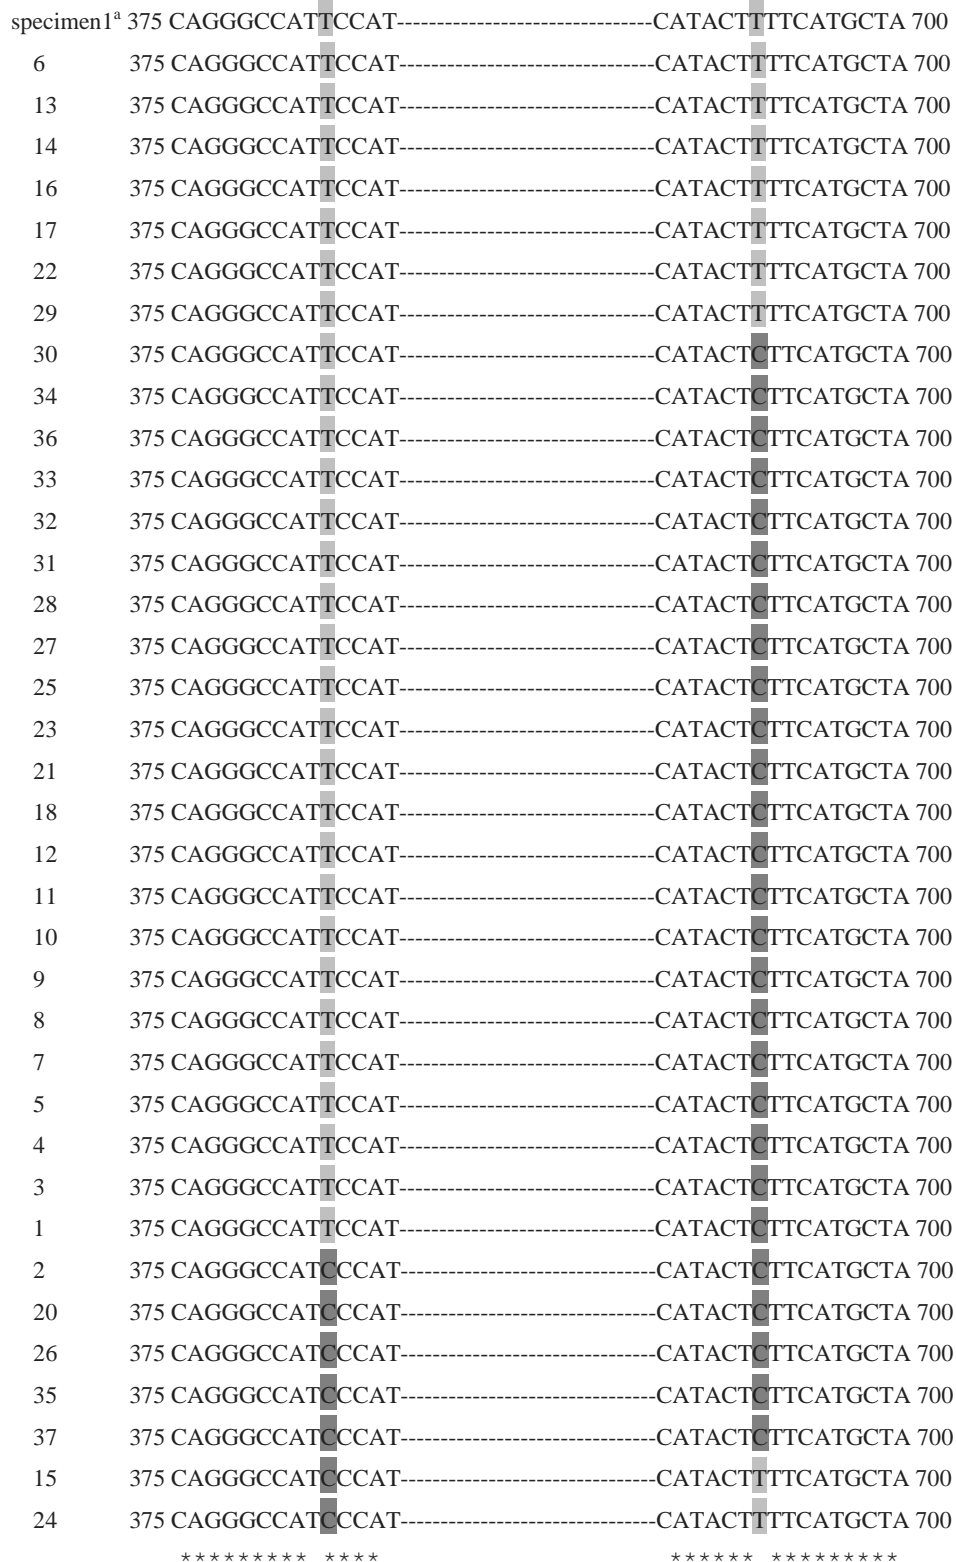 specimen1ᵃ 375 CAGGGCCATTCCAT-------------------------------CATACTTTTCATGCTA 700
6 375 CAGGGCCATTCCAT-------------------------------CATACTTTTCATGCTA 700
13 375 CAGGGCCATTCCAT-------------------------------CATACTTTTCATGCTA 700
14 375 CAGGGCCATTCCAT-------------------------------CATACTTTTCATGCTA 700
16 375 CAGGGCCATTCCAT-------------------------------CATACTTTTCATGCTA 700
17 375 CAGGGCCATTCCAT-------------------------------CATACTTTTCATGCTA 700
22 375 CAGGGCCATTCCAT-------------------------------CATACTTTTCATGCTA 700
29 375 CAGGGCCATTCCAT-------------------------------CATACTTTTCATGCTA 700
30 375 CAGGGCCATTCCAT-------------------------------CATACTCTTCATGCTA 700
34 375 CAGGGCCATTCCAT-------------------------------CATACTCTTCATGCTA 700
36 375 CAGGGCCATTCCAT-------------------------------CATACTCTTCATGCTA 700
33 375 CAGGGCCATTCCAT-------------------------------CATACTCTTCATGCTA 700
32 375 CAGGGCCATTCCAT-------------------------------CATACTCTTCATGCTA 700
31 375 CAGGGCCATTCCAT-------------------------------CATACTCTTCATGCTA 700
28 375 CAGGGCCATTCCAT-------------------------------CATACTCTTCATGCTA 700
27 375 CAGGGCCATTCCAT-------------------------------CATACTCTTCATGCTA 700
25 375 CAGGGCCATTCCAT-------------------------------CATACTCTTCATGCTA 700
23 375 CAGGGCCATTCCAT-------------------------------CATACTCTTCATGCTA 700
21 375 CAGGGCCATTCCAT-------------------------------CATACTCTTCATGCTA 700
18 375 CAGGGCCATTCCAT-------------------------------CATACTCTTCATGCTA 700
12 375 CAGGGCCATTCCAT-------------------------------CATACTCTTCATGCTA 700
11 375 CAGGGCCATTCCAT-------------------------------CATACTCTTCATGCTA 700
10 375 CAGGGCCATTCCAT-------------------------------CATACTCTTCATGCTA 700
9 375 CAGGGCCATTCCAT-------------------------------CATACTCTTCATGCTA 700
8 375 CAGGGCCATTCCAT-------------------------------CATACTCTTCATGCTA 700
7 375 CAGGGCCATTCCAT-------------------------------CATACTCTTCATGCTA 700
5 375 CAGGGCCATTCCAT-------------------------------CATACTCTTCATGCTA 700
4 375 CAGGGCCATTCCAT-------------------------------CATACTCTTCATGCTA 700
3 375 CAGGGCCATTCCAT-------------------------------CATACTCTTCATGCTA 700
1 375 CAGGGCCATTCCAT-------------------------------CATACTCTTCATGCTA 700
2 375 CAGGGCCATCCCAT-------------------------------CATACTCTTCATGCTA 700
20 375 CAGGGCCATCCCAT-------------------------------CATACTCTTCATGCTA 700
26 375 CAGGGCCATCCCAT-------------------------------CATACTCTTCATGCTA 700
35 375 CAGGGCCATCCCAT-------------------------------CATACTCTTCATGCTA 700
37 375 CAGGGCCATCCCAT-------------------------------CATACTCTTCATGCTA 700
15 375 CAGGGCCATCCCAT-------------------------------CATACTTTTCATGCTA 700
24 375 CAGGGCCATCCCAT-------------------------------CATACTTTTCATGCTA 700
********* **** ****** *********